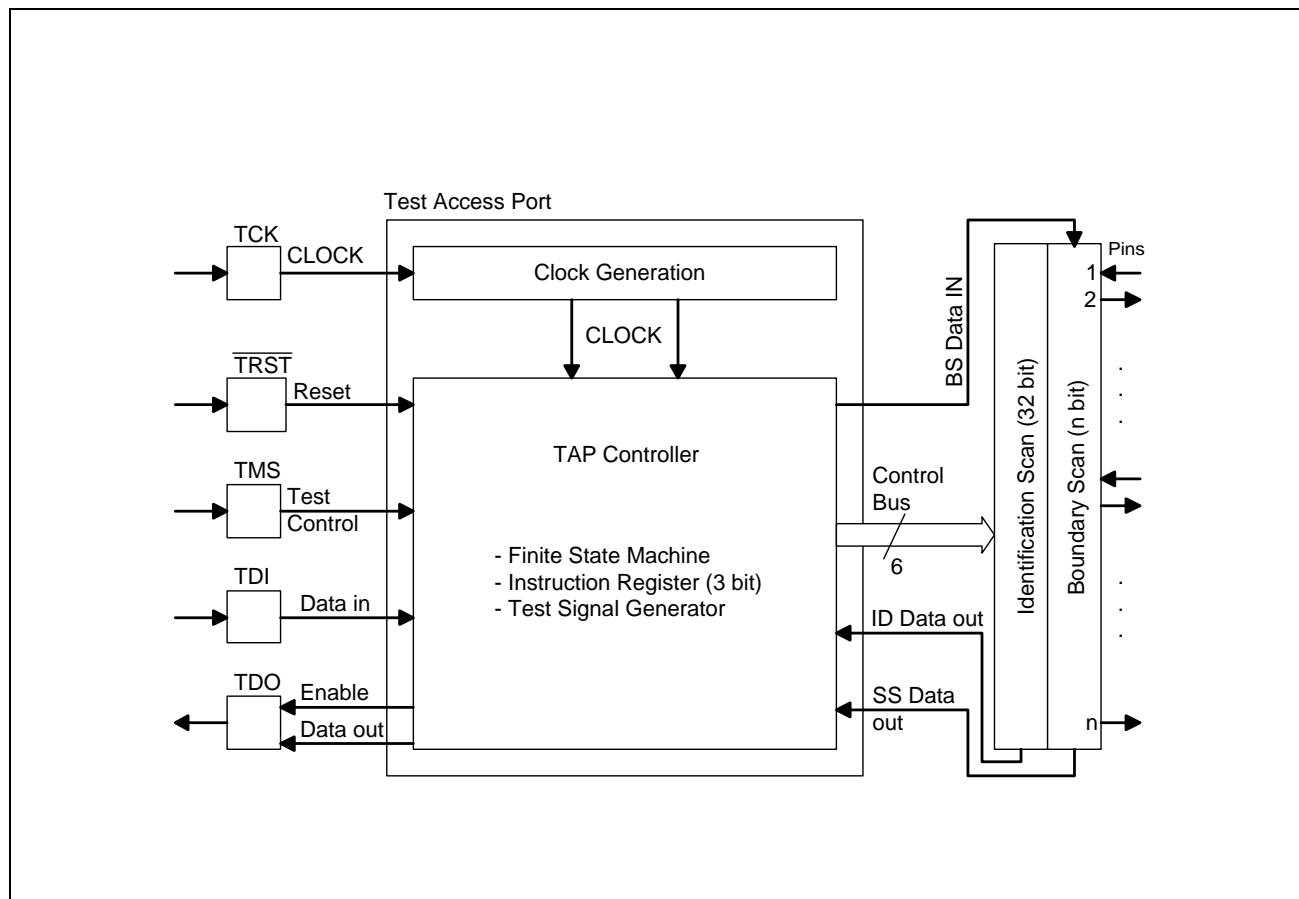 Test Access Port
TCK
CLOCK
Clock Generation
CLOCK
TRST
Reset
TAP Controller
TMS
Test
Control
- Finite State Machine
- Instruction Register (3 bit)
- Test Signal Generator
TDI
Data in
TDO
Enable
Data out
BS Data IN
Control
Bus
6
ID Data out
SS Data
out
Identification Scan (32 bit)
Boundary Scan (n bit)
Pins
1
2
.
.
.
.
.
.
n